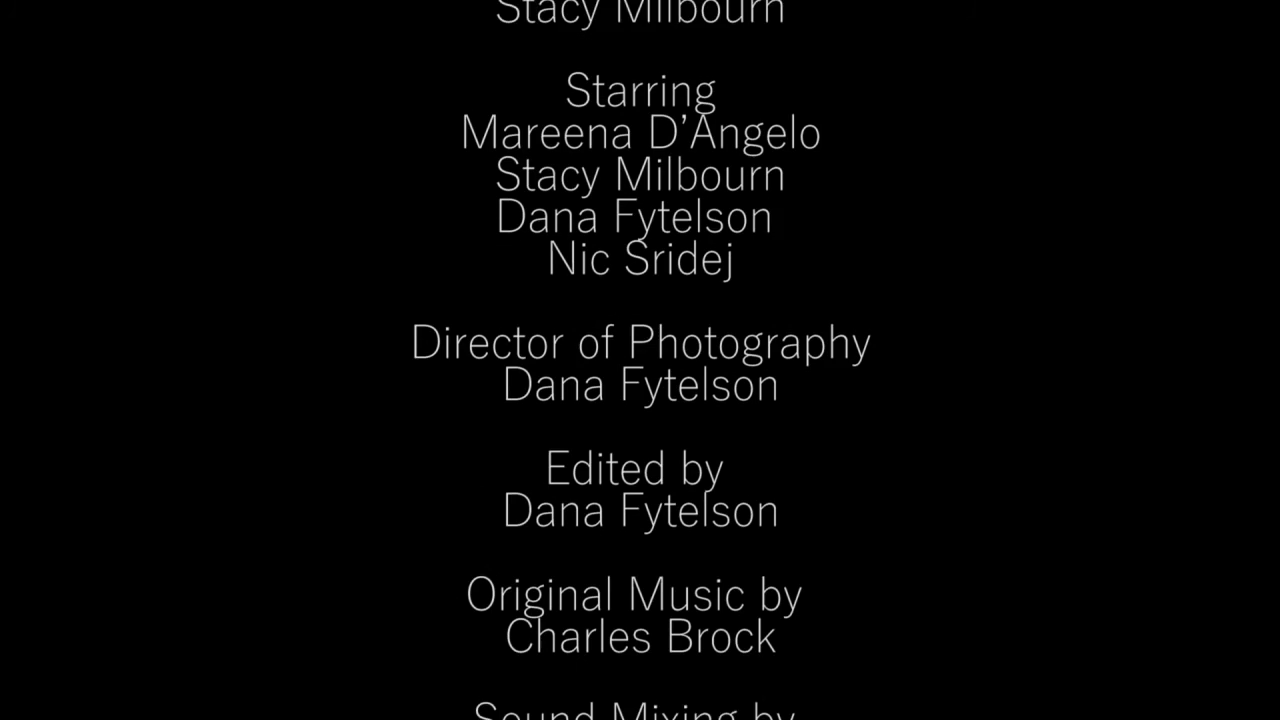 Stacy Milbourn
Starring
Mareena D’Angelo
Stacy Milbourn
Dana Fytelson
Nic Sridej
Director of Photography
Dana Fytelson
Edited by
Dana Fytelson
Original Music by
Charles Brock
Sound Mixing by